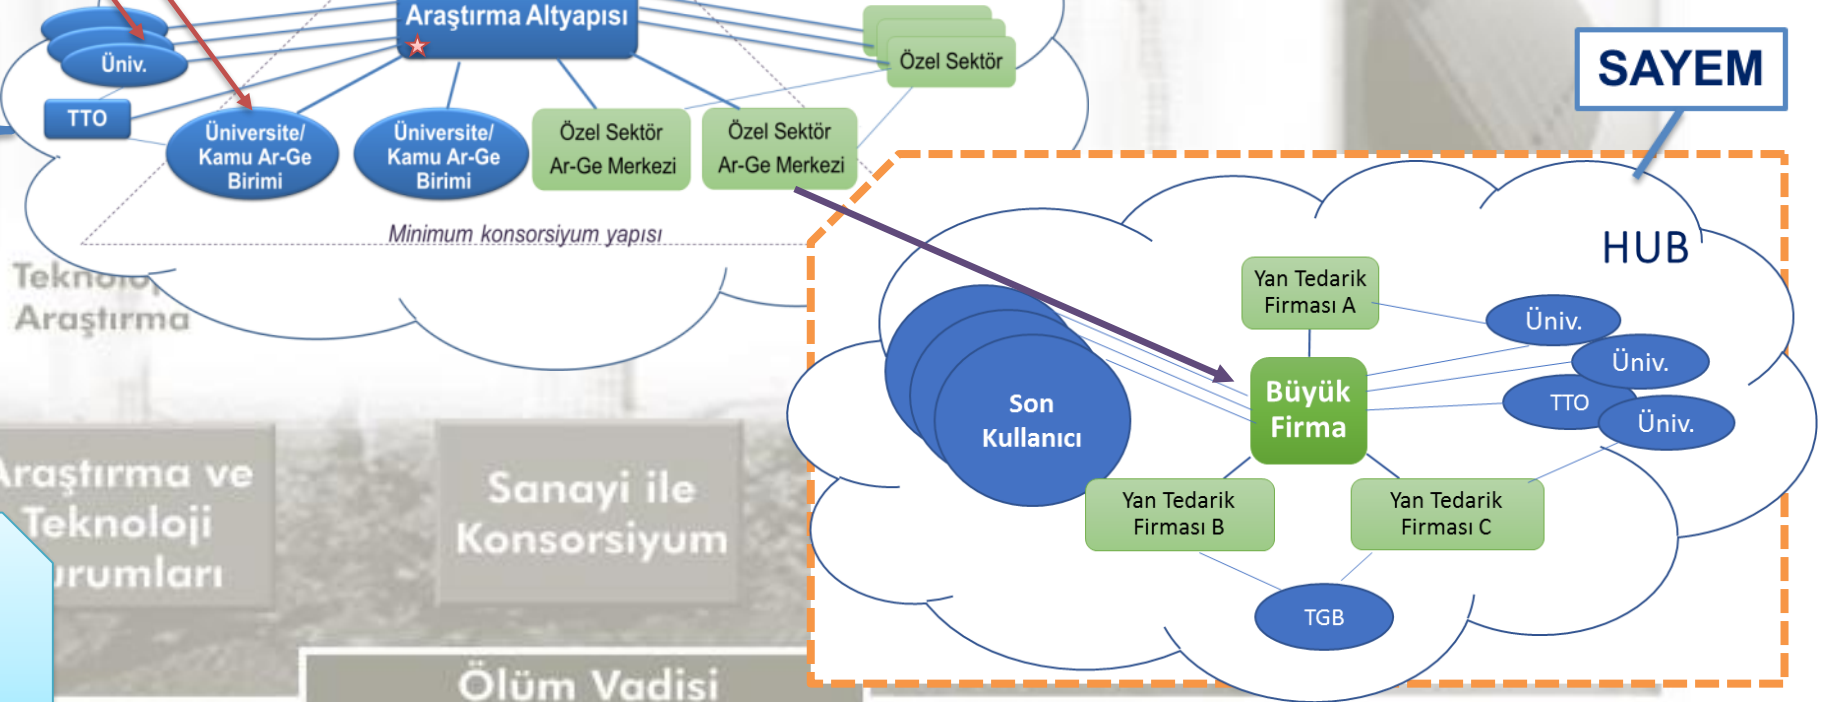 Araştırma Altyapısı
Üniv.
Özel Sektör
SAYEM
TTO
Üniversite/
Kamu Ar-Ge
Birimi
Üniversite/
Kamu Ar-Ge
Birimi
Özel Sektör
Ar-Ge Merkezi
Özel Sektör
Ar-Ge Merkezi
Minimum konsorsiyum yapısı
Araştırma
HUB
Yan Tedarik
Firması A
Üniv.
Üniv.
TTO
Üniv.
Büyük
Firma
Son
Kullanıcı
Yan Tedarik
Firması B
Yan Tedarik
Firması C
TGB
Araştırma ve
Teknoloji
Kurumları
Sanayi ile
Konsorsiyum
Ölüm Vadisi